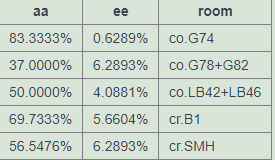 aa ee room
83.3333% 0.6289% co.G74
37.0000% 6.2893% co.G78+G82
50.0000% 4.0881% co.LB42+LB46
69.7333% 5.6604% cr.B1
56.5476% 6.2893% cr.SMH